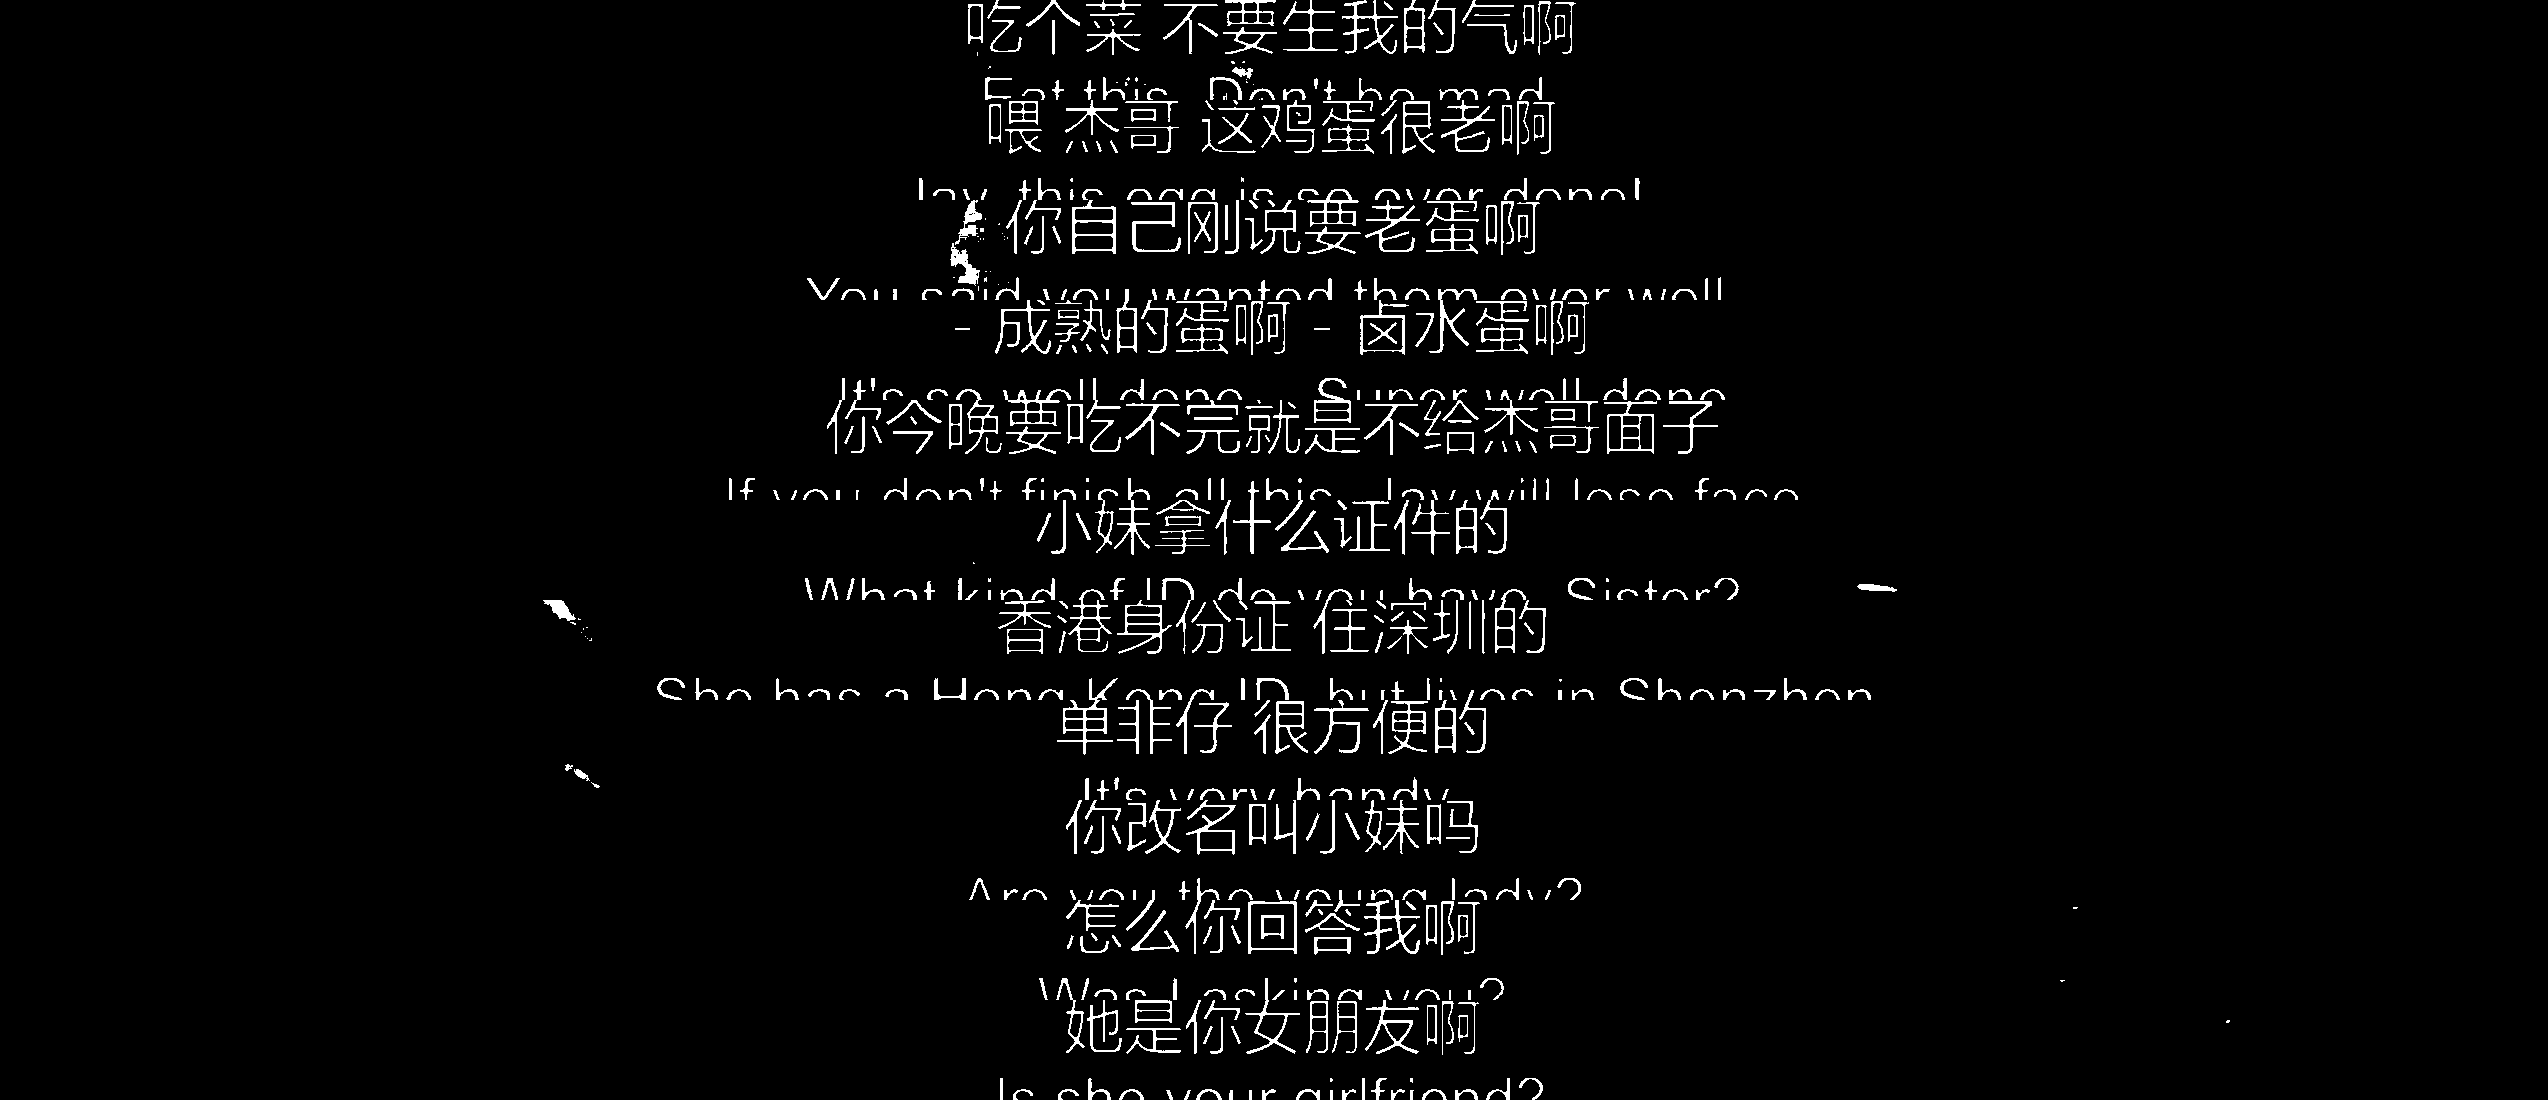 吃个菜 不要生我的气啊
Eat this. Don't be mad
喂 杰哥 这鸡蛋很老啊
Jay, this egg is so over done!
你自己刚说要老蛋啊
You said you wanted them over well
- 成熟的蛋啊 - 卤水蛋啊
It's so well done Super well done
你今晚要吃不完就是不给杰哥面子
If you don't finish all this, Jay will lose face
小妹拿什么证件的
What kind of ID do you have, Sister?
香港身份证 住深圳的
She has a Hong Kong ID, but lives in Shenzhen
单非仔 很方便的
It's very handy
你改名叫小妹吗
Are you the young lady?
怎么你回答我啊
Was I asking you?
她是你女朋友啊
Is she your girlfriend?